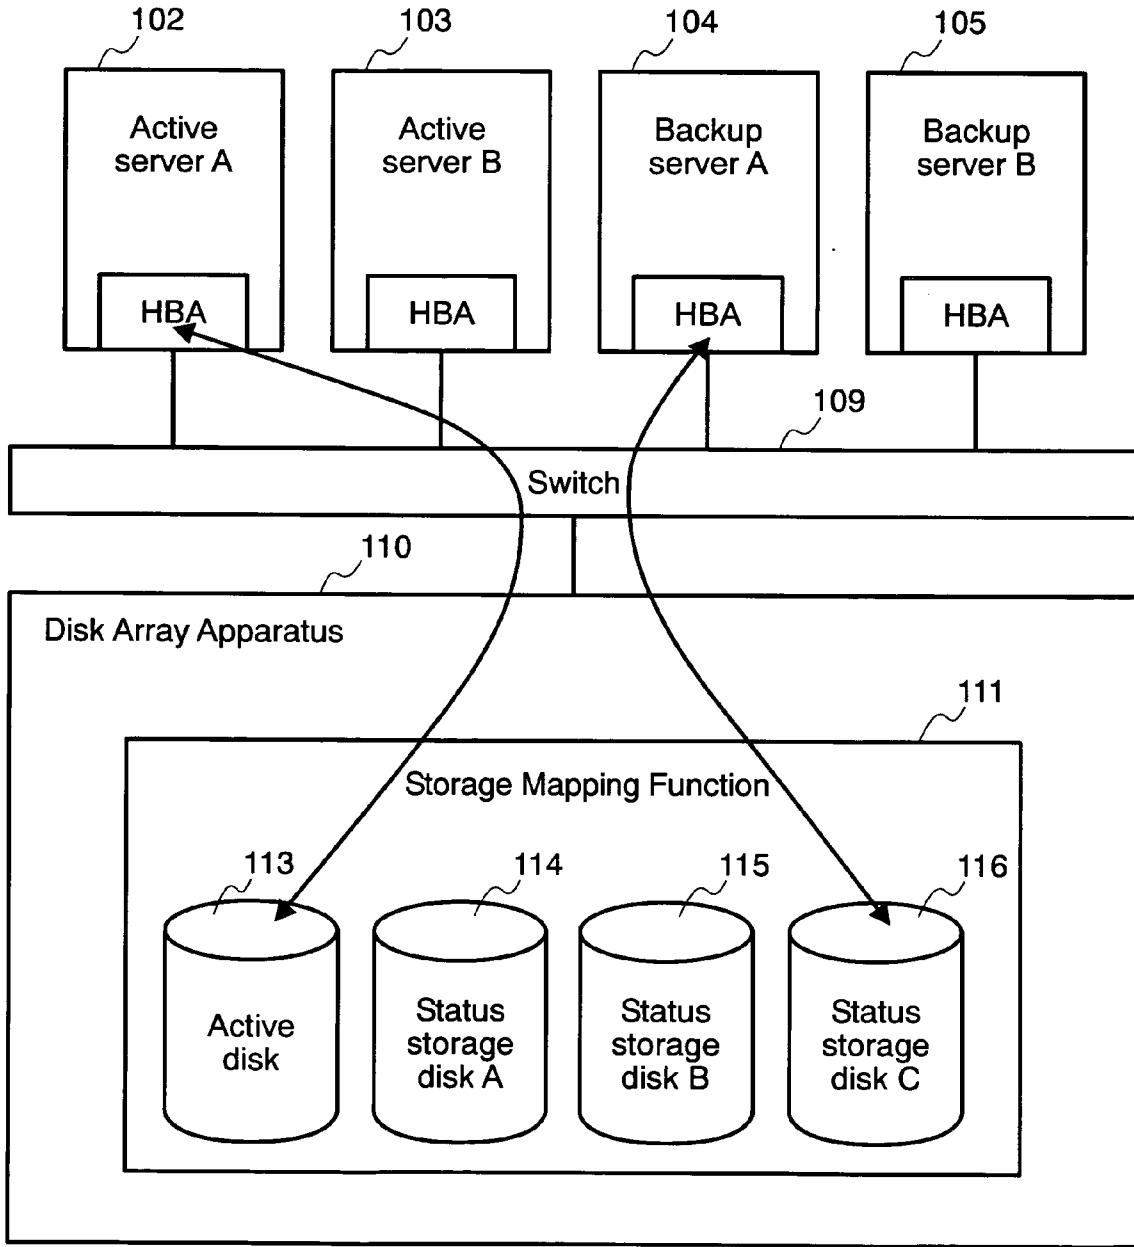 102
103
104
105
Active
server A
Active
server B
Backup
server A
Backup
server B
HBA
HBA
HBA
HBA
109
Switch
110
Disk Array Apparatus
111
Storage Mapping Function
113
114
115
116
Active
disk
Status
storage
disk A
Status
storage
disk B
Status
storage
disk C